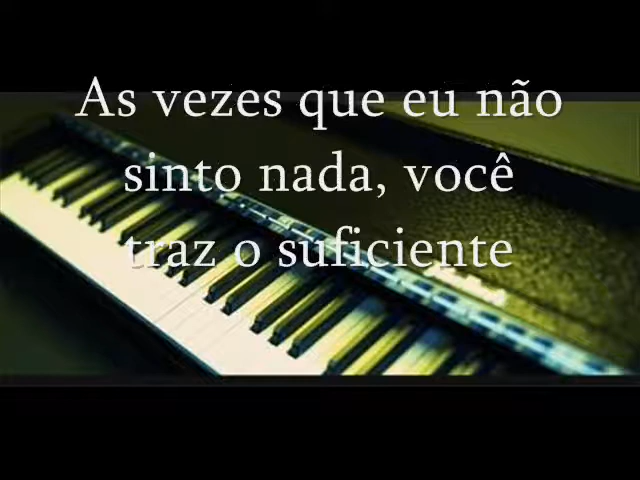 As vezes que eu não
sinto nada, você
traz o suficiente